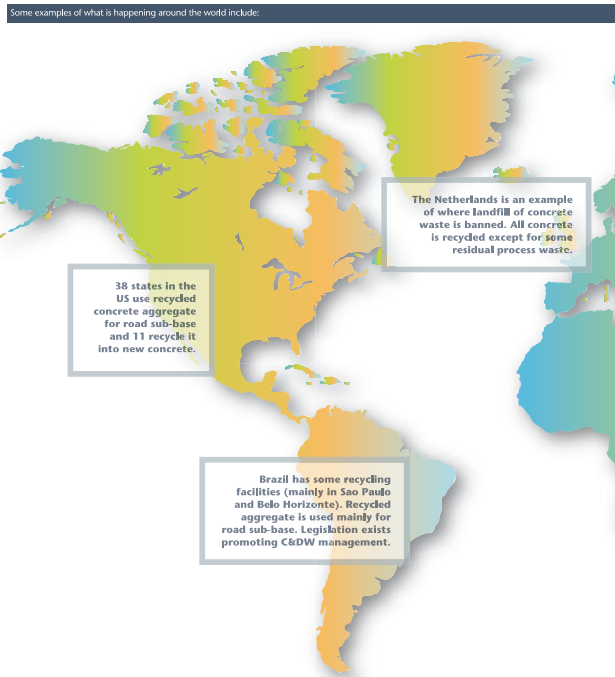 Some examples of what is happening around the world include:
The Netherlands is an example
of where landfill of concrete
waste is banned. All concrete
is recycled except for some
residual process waste.
38 states in the
US use recycled
concrete aggregate
for road sub-base
and 11 recycle it
into new concrete.
Brazil has some recycling
facilities (mainly in Sao Paulo
and Belo Horizonte). Recycled
aggregate is used mainly for
road sub-base. Legislation exists
promoting C&DW management.